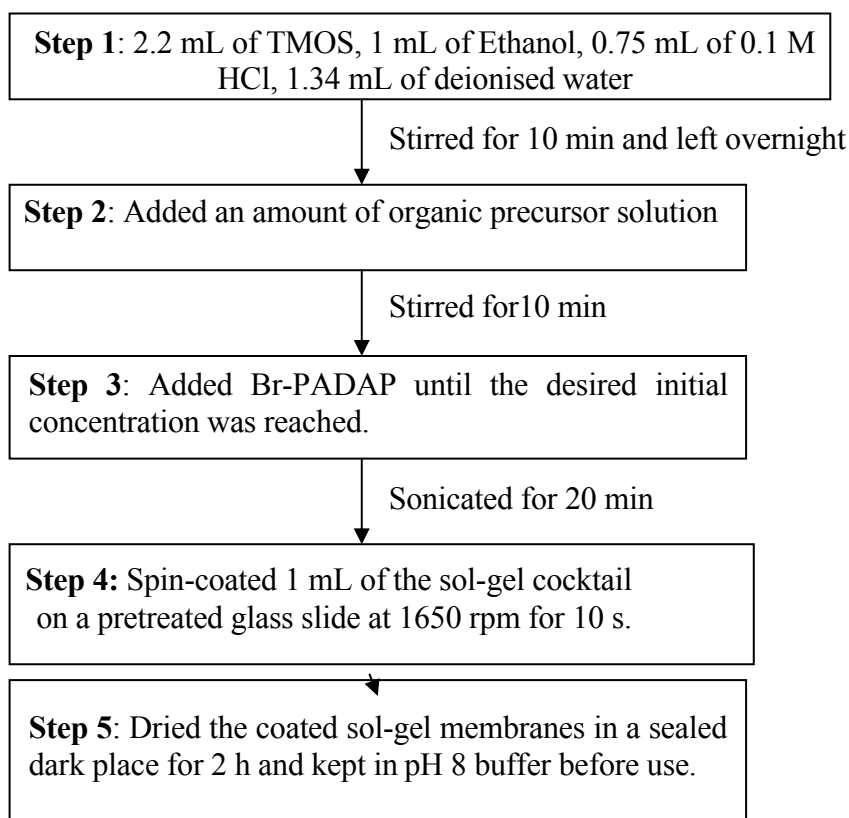 Step 1: 2.2 mL of TMOS, 1 mL of Ethanol, 0.75 mL of 0.1 M
HCl, 1.34 mL of deionised water
Stirred for 10 min and left overnight
Step 2: Added an amount of organic precursor solution
Stirred for10 min
Step 3: Added Br-PADAP until the desired initial
concentration was reached.
Sonicated for 20 min
Step 4: Spin-coated 1 mL of the sol-gel cocktail
on a pretreated glass slide at 1650 rpm for 10 s.
Step 5: Dried the coated sol-gel membranes in a sealed
dark place for 2 h and kept in pH 8 buffer before use.